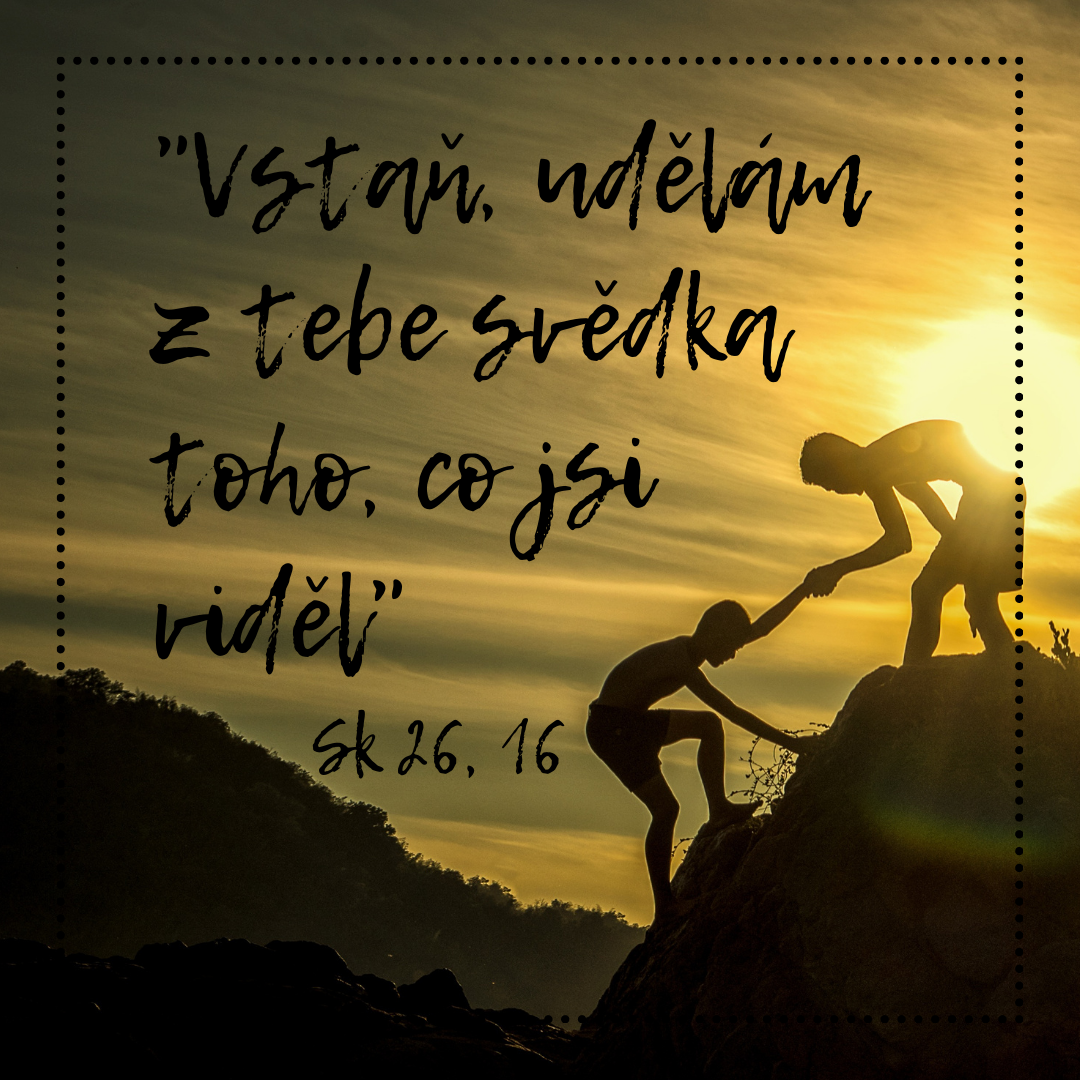 "Vstaň, udělám
z tebe svědka
toho, co jsi
viděl"
Sk 26, 16